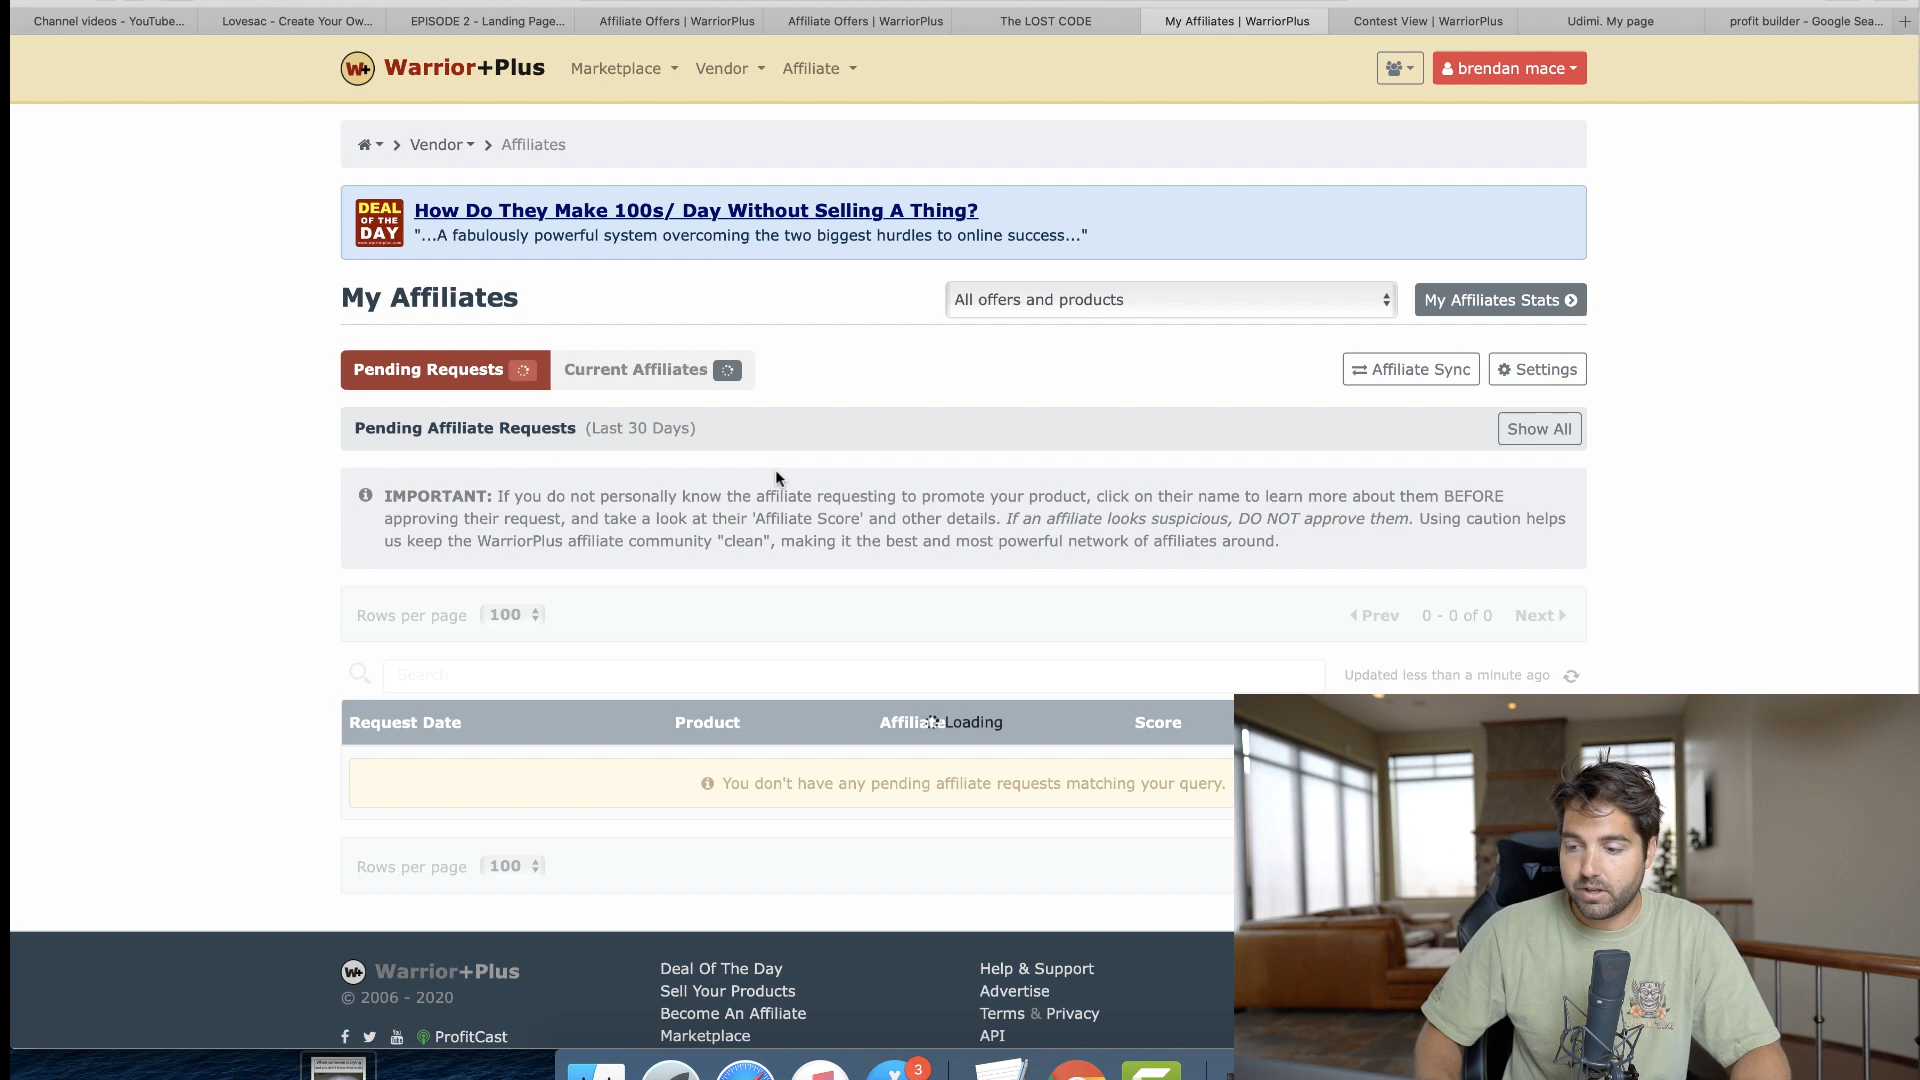 Channel videos - YouTube...
Lovesac - Create Your Ow...
EPISODE 2 - Landing Page...
Affiliate Offers | WarriorPlus
Affiliate Offers | WarriorPlus
The LOST CODE
My Affiliates | WarriorPlus
Contest View | WarriorPlus
Udimi. My page
profit builder - Google Sea...
W+ Warrior+Plus
Marketplace
Vendor
Affiliate
brendan mace
Vendor
Affiliates
DEAL
OF THE
DAY
How Do They Make 100s/ Day Without Selling A Thing?
"...A fabulously powerful system overcoming the two biggest hurdles to online success..."
My Affiliates
All offers and products
My Affiliates Stats
Pending Requests
Current Affiliates
Affiliate Sync
Settings
Pending Affiliate Requests (Last 30 Days)
Show All
IMPORTANT: If you do not personally know the affiliate requesting to promote your product, click on their name to learn more about them BEFORE
approving their request, and take a look at their 'Affiliate Score' and other details. If an affiliate looks suspicious, DO NOT approve them. Using caution helps
us keep the WarriorPlus affiliate community "clean", making it the best and most powerful network of affiliates around.
Rows per page 100
Prev 0 - 0 of 0 Next
Search
Updated less than a minute ago
Request Date
Product
Affiliate
Loading
Score
You don't have any pending affiliate requests matching your query.
Rows per page 100
W+ Warrior+Plus
© 2006 - 2020
ProfitCast
Deal Of The Day
Sell Your Products
Become An Affiliate
Marketplace
Help & Support
Advertise
Terms & Privacy
API
3